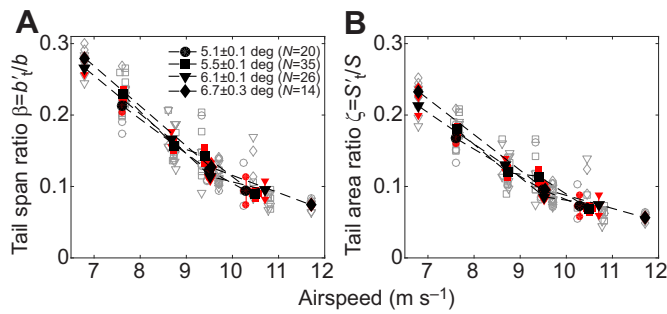 A
B
0.3
0.2
0.1
0
Tail span ratio β=b′t/b
5.1±0.1 deg (N=20)
5.5±0.1 deg (N=35)
6.1±0.1 deg (N=26)
6.7±0.3 deg (N=14)
7 8 9 10 11 12
0.3
0.2
0.1
0
Tail area ratio ζ=S′t/S
7 8 9 10 11 12
Airspeed (m s–1)